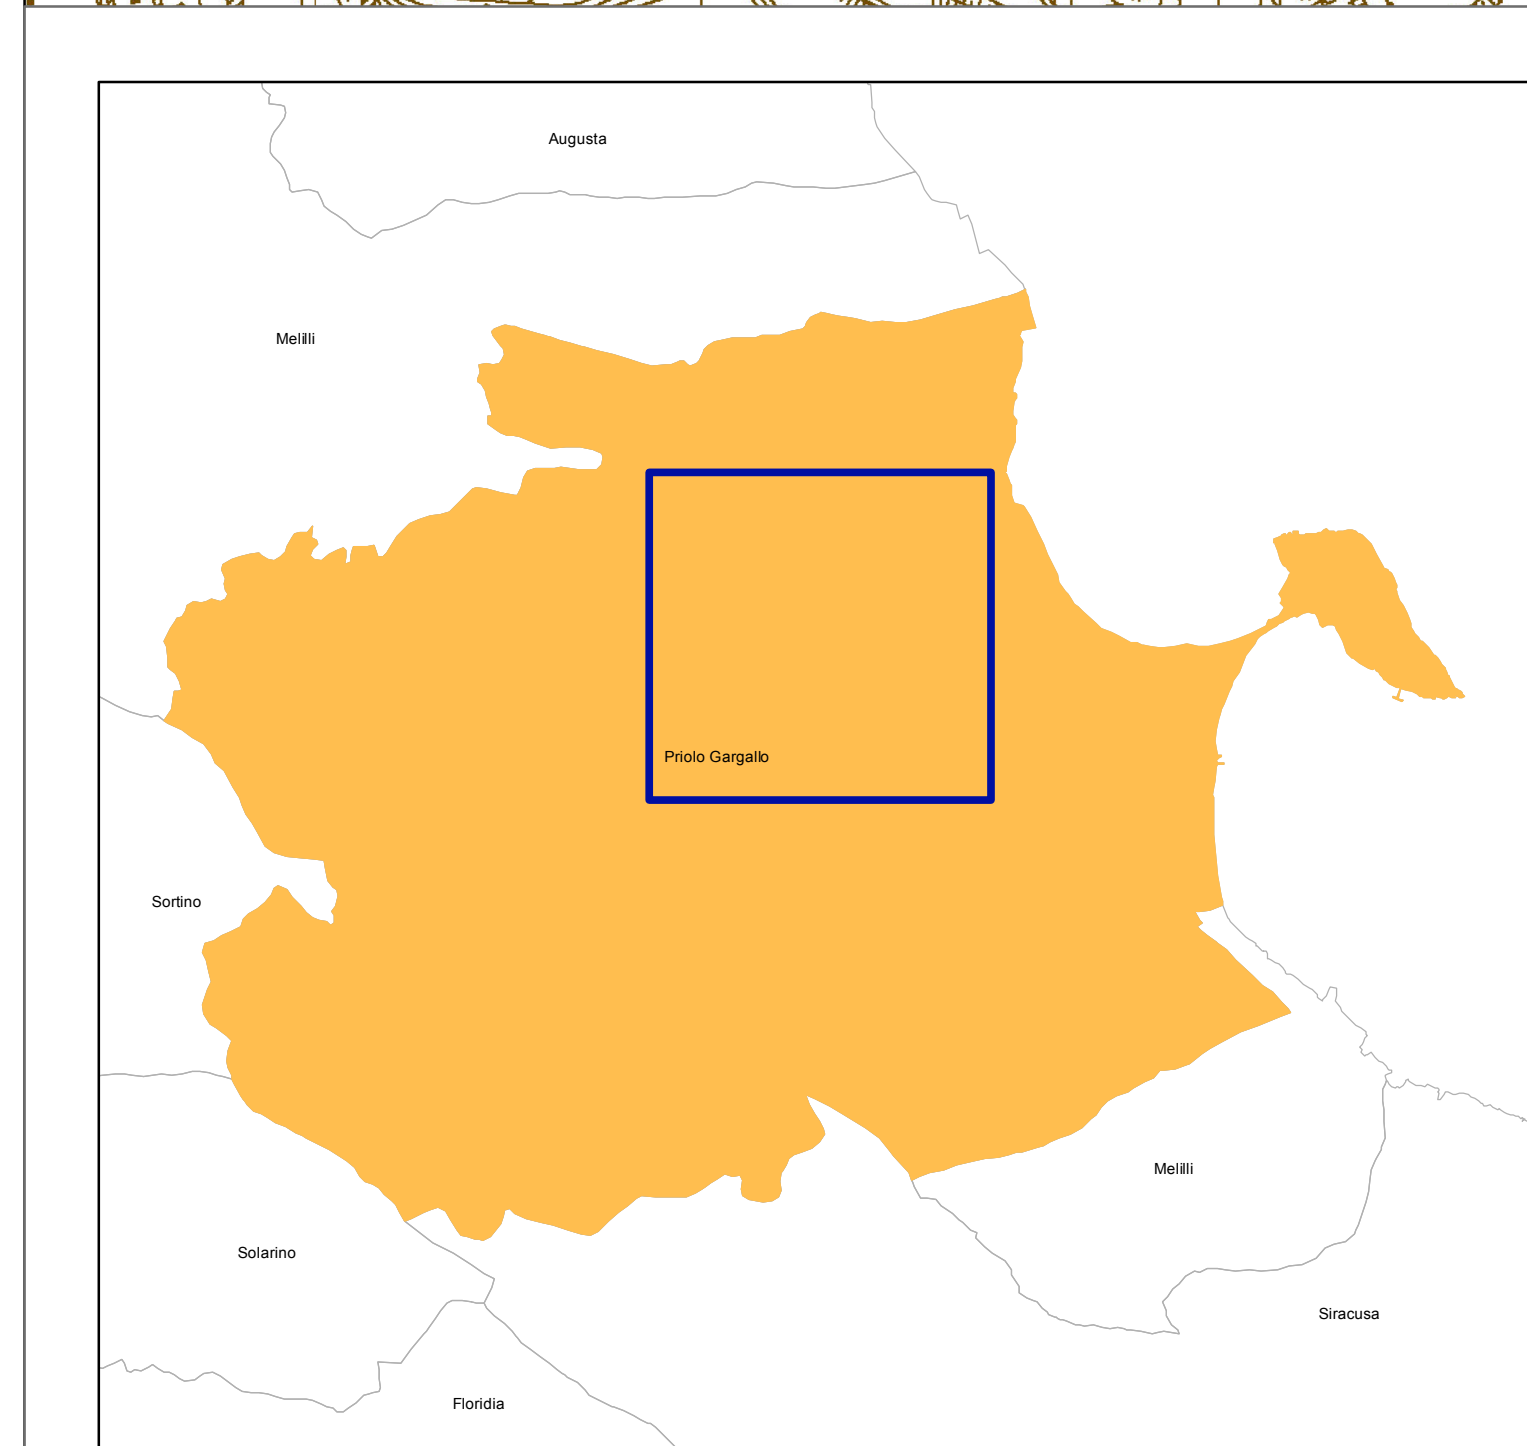 Augusta
Melilli
Priolo Gargallo
Sortino
Melilli
Solarino
Siracusa
Floridia